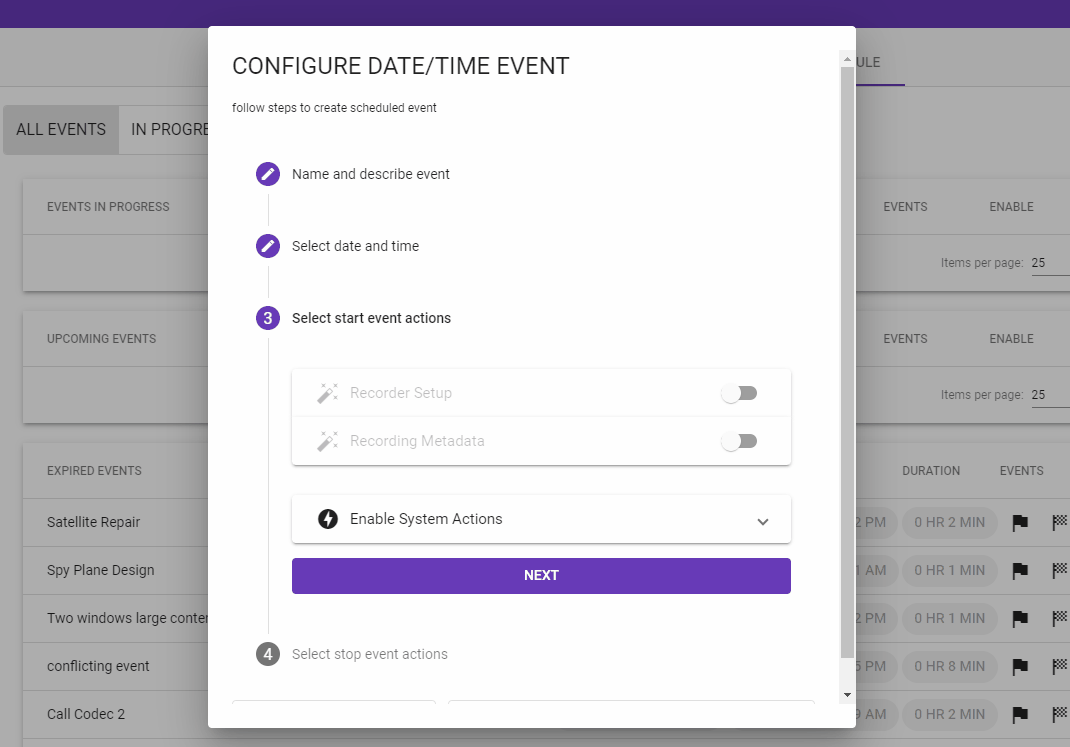 CONFIGURE DATE/TIME EVENT
ULE
follow steps to create scheduled event
ALL EVENTS IN PROGRE
Name and describe event
EVENTS IN PROGRESS EVENTS ENABLE
Select date and time
Items per page: 25
3 Select start event actions
UPCOMING EVENTS EVENTS ENABLE
Recorder Setup
Items per page: 25
Recording Metadata
EXPIRED EVENTS DURATION EVENTS
Enable System Actions
Satellite Repair 2 PM 0 HR 2 MIN
Spy Plane Design 1 AM 0 HR 1 MIN
NEXT
Two windows large conter 2 PM 0 HR 1 MIN
4 Select stop event actions
conflicting event 5 PM 0 HR 8 MIN
Call Codec 2 9 AM 0 HR 2 MIN